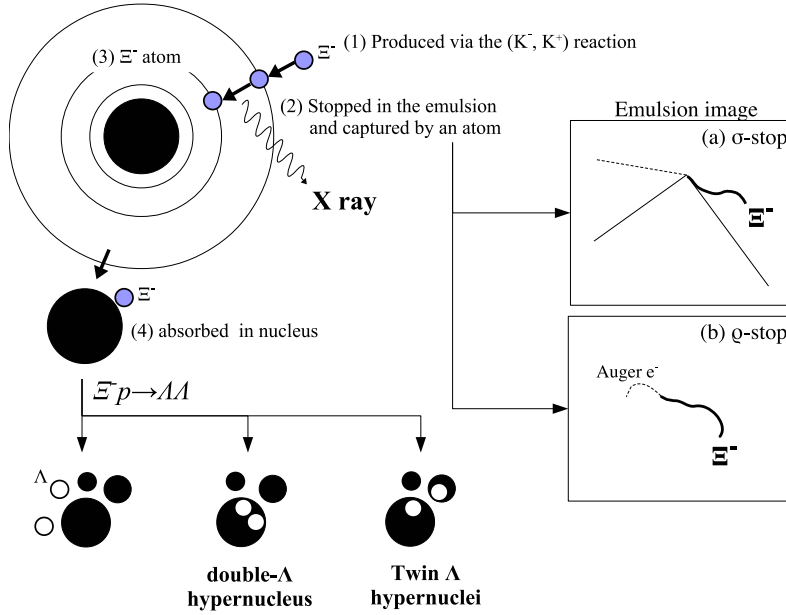 (1) Produced via the (K⁻, K⁺) reaction
Ξ⁻
(3) Ξ⁻ atom
(2) Stopped in the emulsion
and captured by an atom
X ray
Ξ⁻
(4) absorbed in nucleus
Ξ⁻p→ΛΛ
Λ
double-Λ
hypernucleus
Twin Λ
hypernuclei
Emulsion image
(a) σ-stop
Ξ⁻
(b) ϱ-stop
Auger e⁻
Ξ⁻